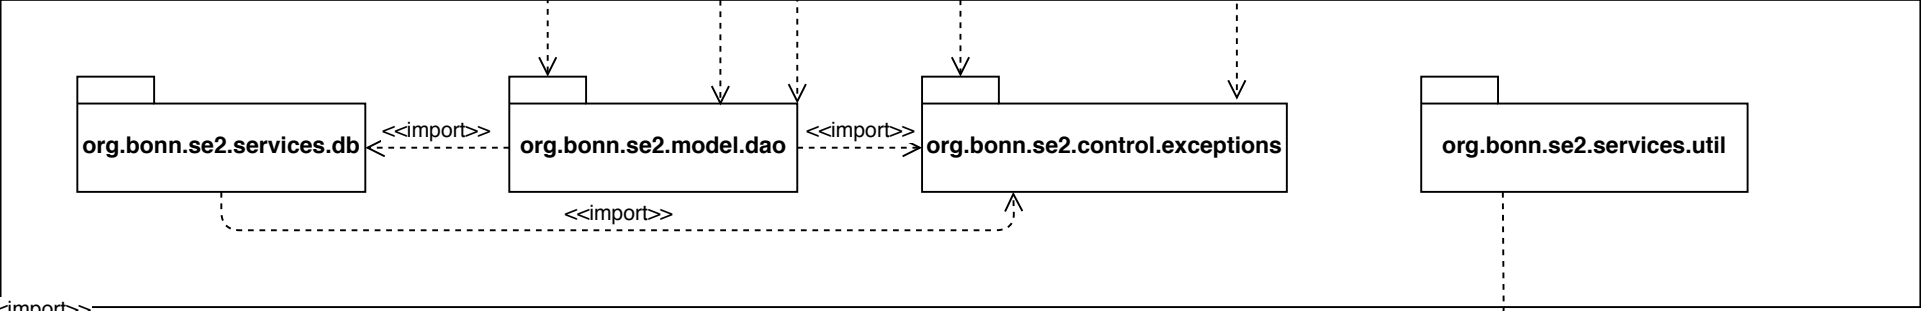 <<import>>
<<import>>
org.bonn.se2.services.db
org.bonn.se2.model.dao
org.bonn.se2.control.exceptions
org.bonn.se2.services.util
<<import>>
<import>>